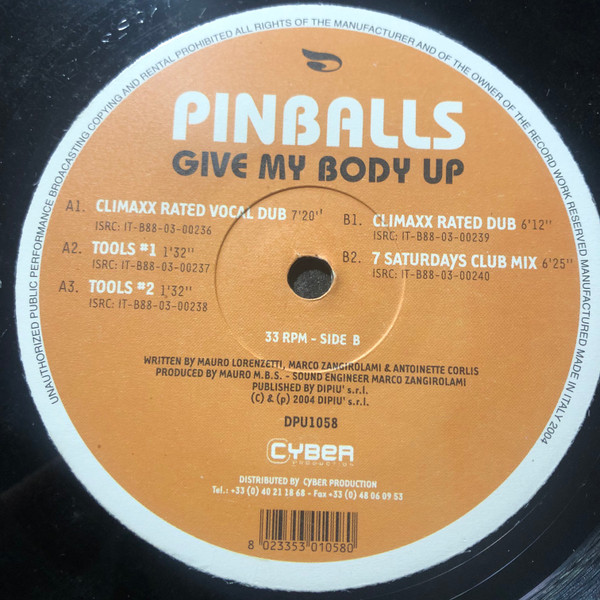 UNAUTHORIZED PUBLIC PERFORMANCE BROADCASTING COPYING AND RENTAL PROHIBITED ALL RIGHTS OF THE MANUFACTURER AND OF THE OWNER OF THE RECORD WORK RESERVED MANUFACTURED MADE IN ITALY 2004
PINBALLS
GIVE MY BODY UP
A1. CLIMAXX RATED VOCAL DUB 7'20''
ISRC: IT-B88-03-00236
A2. TOOLS #1 1'32''
ISRC: IT-B88-03-00237
A3. TOOLS #2 1'32''
ISRC: IT-B88-03-00238
B1. CLIMAXX RATED DUB 6'12''
ISRC: IT-B88-03-00239
B2. 7 SATURDAYS CLUB MIX 6'25''
ISRC: IT-B88-03-00240
33 RPM - SIDE B
WRITTEN BY MAURO LORENZETTI, MARCO ZANGIROLAMI & ANTOINETTE CORLIS
PRODUCED BY MAURO M.B.S. - SOUND ENGINEER MARCO ZANGIROLAMI
PUBLISHED BY DIPIU' s.r.l.
(C) & (p) 2004 DIPIU' s.r.l.
DPU1058
CYBER
PRODUCTION
DISTRIBUTED BY CYBER PRODUCTION
Tel.: +33 (0) 40 21 18 68 - Fax +33 (0) 48 06 09 53
8 023353 010580